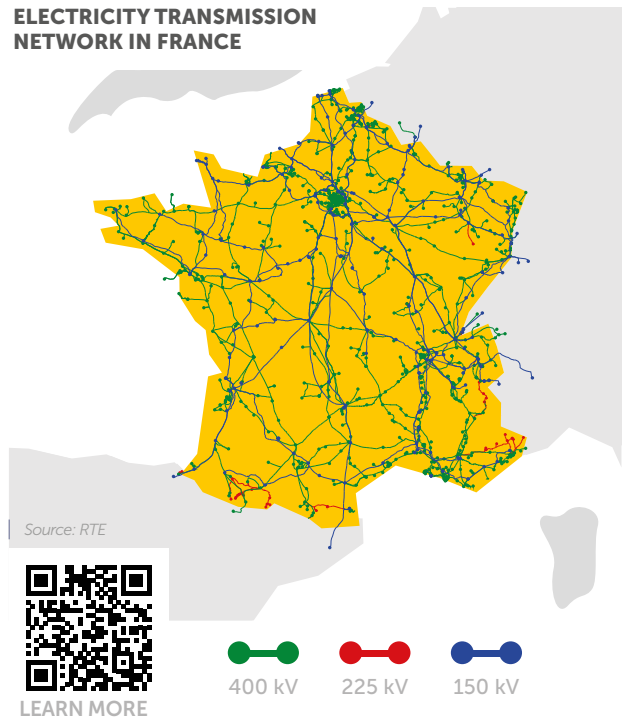 ELECTRICITY TRANSMISSION
NETWORK IN FRANCE
Source: RTE
LEARN MORE
400 kV
225 kV
150 kV